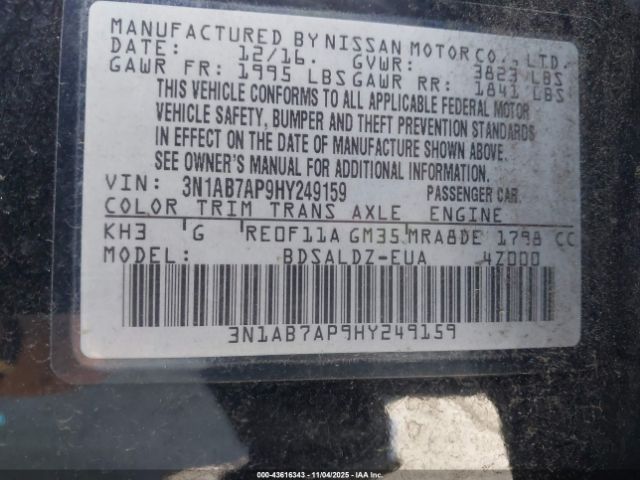 MANUFACTURED BY NISSAN MOTOR CO., LTD.
DATE: 12/16. GVWR: 3823 LBS
GAWR FR: 1995 LBS GAWR RR: 1841 LBS
THIS VEHICLE CONFORMS TO ALL APPLICABLE FEDERAL MOTOR
VEHICLE SAFETY, BUMPER AND THEFT PREVENTION STANDARDS
IN EFFECT ON THE DATE OF MANUFACTURE SHOWN ABOVE.
SEE OWNER'S MANUAL FOR ADDITIONAL INFORMATION.
VIN: 3N1AB7AP9HY249159 PASSENGER CAR
COLOR TRIM TRANS AXLE ENGINE
KH3 G RE0F11A GM35 MRA8DE 1798 CC
MODEL: BDSALDZ-EUA 4Z000
3N1AB7AP9HY249159
000-43616343 - 11/04/2025 - IAA Inc.